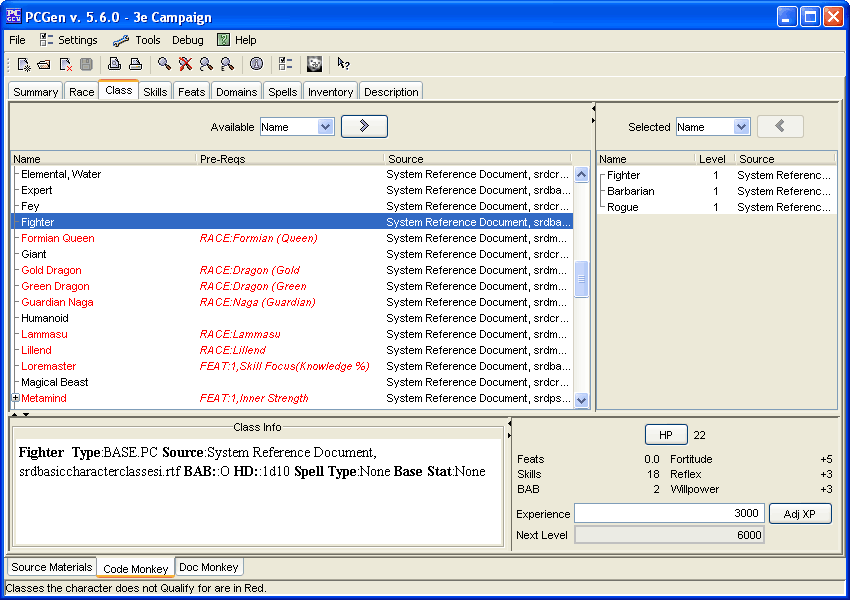 PCGen v. 5.6.0 - 3e Campaign
File Settings Tools Debug Help
Summary Race Class Skills Feats Domains Spells Inventory Description
Available Name
Name Pre-Reqs Source
Elemental, Water System Reference Document, srdcr...
Expert System Reference Document, srdba...
Fey System Reference Document, srdcr...
Fighter System Reference Document, srdba...
Formian Queen RACE:Formian (Queen) System Reference Document, srdm...
Giant System Reference Document, srdcr...
Gold Dragon RACE:Dragon (Gold System Reference Document, srdm...
Green Dragon RACE:Dragon (Green System Reference Document, srdm...
Guardian Naga RACE:Naga (Guardian) System Reference Document, srdm...
Humanoid System Reference Document, srdcr...
Lammasu RACE:Lammasu System Reference Document, srdm...
Lillend RACE:Lillend System Reference Document, srdm...
Loremaster FEAT:1,Skill Focus(Knowledge %) System Reference Document, srdba...
Magical Beast System Reference Document, srdcr...
Metamind FEAT:1,Inner Strength System Reference Document, srdps...
Selected Name
Name Level Source
Fighter 1 System Referenc...
Barbarian 1 System Referenc...
Rogue 1 System Referenc...
Class Info
Fighter Type:BASE.PC Source:System Reference Document,
srdbasiccharacterclassesi.rtf BAB::O HD::1d10 Spell Type:None Base Stat:None
HP 22
Feats 0.0 Fortitude +5
Skills 18 Reflex +3
BAB 2 Willpower +3
Experience 3000 Adj XP
Next Level 6000
Source Materials Code Monkey Doc Monkey
Classes the character does not Qualify for are in Red.